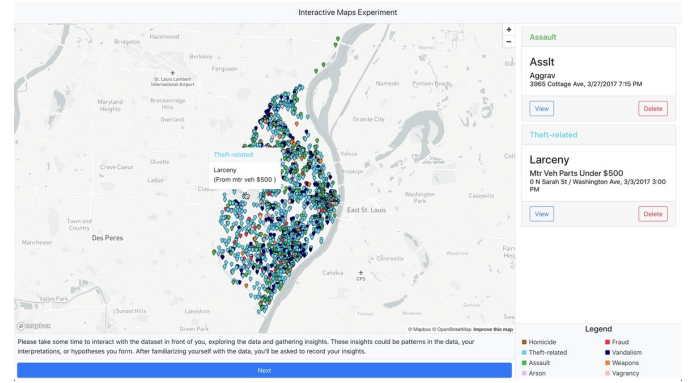 Interactive Maps Experiment
Hazelwood
Bridgeton
Berkeley
St. Louis Lambert
International Airport
Ferguson
Maryland
Heights
Breckenridge
Hills
Overland
Nameoki
Pontoon Beach
Granite City
Theft-related
Larceny
(From mtr veh $500 )
Venice
Brooklyn
Olivette
Creve Coeur
Ladue
Washington
Park
Caseyville
East St. Louis
Town and
Country
Des Peres
Manchester
Centreville
Cahokia
CPS
Valley Park
Sunset Hills
Lakeshire
Green Park
mapbox
© Mapbox © OpenStreetMap Improve this map
+
−
Assault
Asslt
Aggrav
3965 Cottage Ave, 3/27/2017 7:15 PM
View
Delete
Theft-related
Larceny
Mtr Veh Parts Under $500
0 N Sarah St / Washington Ave, 3/3/2017 3:00
PM
View
Delete
Legend
Homicide
Theft-related
Assault
Arson
Fraud
Vandalism
Weapons
Vagrancy
Please take some time to interact with the dataset in front of you, exploring the data and gathering insights. These insights could be patterns in the data, your
interpretations, or hypotheses you form. After familiarizing yourself with the data, you'll be asked to record your insights.
Next